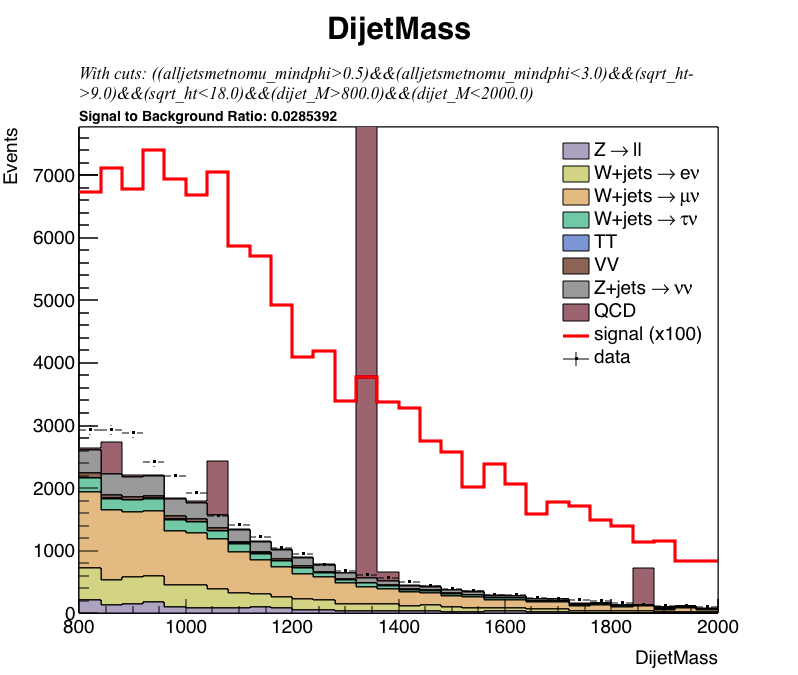 DijetMass
With cuts: ((alljetsmetnomu_mindphi>0.5)&&(alljetsmetnomu_mindphi<3.0)&&(sqrt_ht-
>9.0)&&(sqrt_ht<18.0)&&(dijet_M>800.0)&&(dijet_M<2000.0)
Signal to Background Ratio: 0.0285392
Events
7000
6000
5000
4000
3000
2000
1000
0
Z → ll
W+jets → eν
W+jets → μν
W+jets → τν
TT
VV
Z+jets → νν
QCD
signal (x100)
data
800 1000 1200 1400 1600 1800 2000
DijetMass